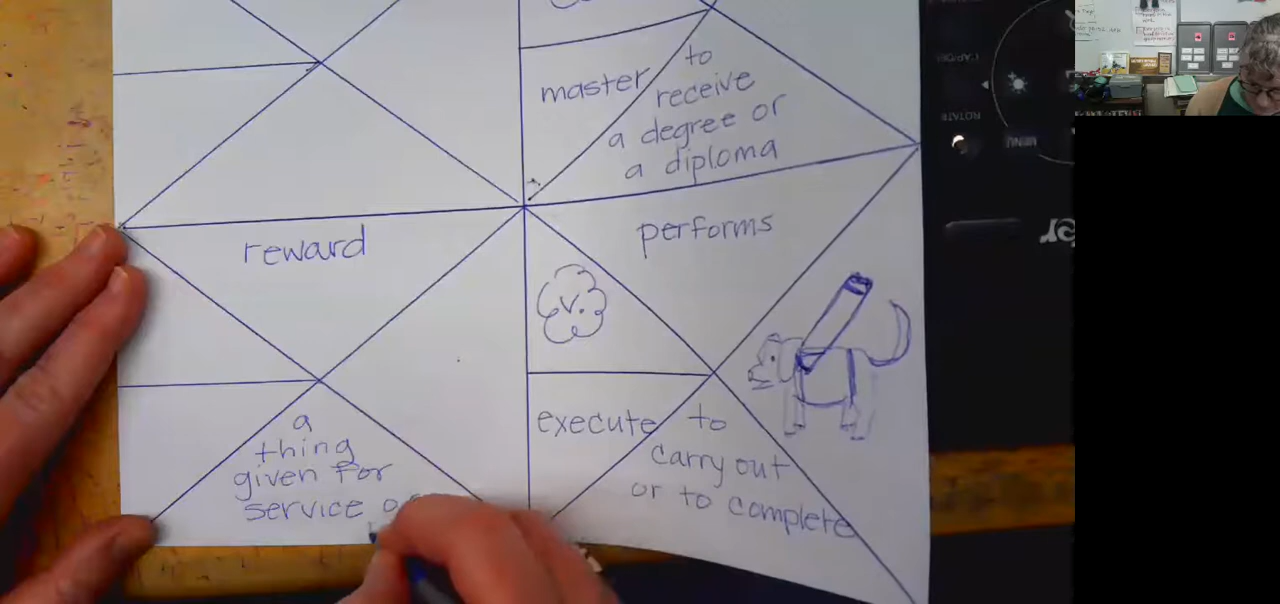 master
to
receive
a degree or
a diploma
reward
performs
v.
a
thing
given for
service
execute
to
carry out
or to complete
MENU